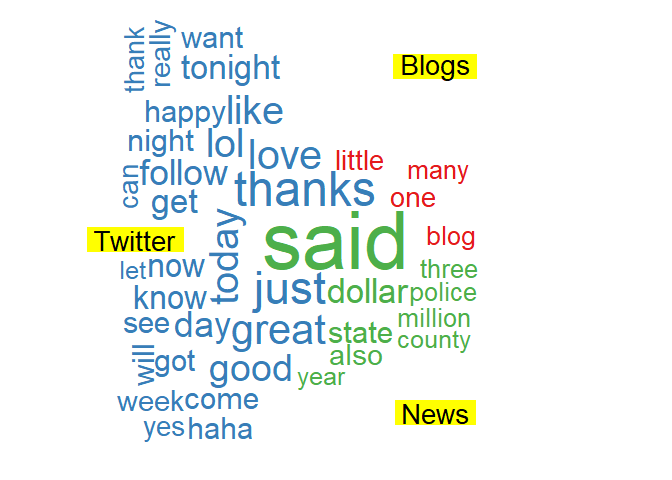 thank
really
want
tonight
Blogs
happy
like
night
lol
love
little
many
can
follow
thanks
one
get
today
said
blog
Twitter
let
now
three
know
just
dollar
police
see
day
great
state
million
county
will
got
good
also
year
week
come
yes
haha
News